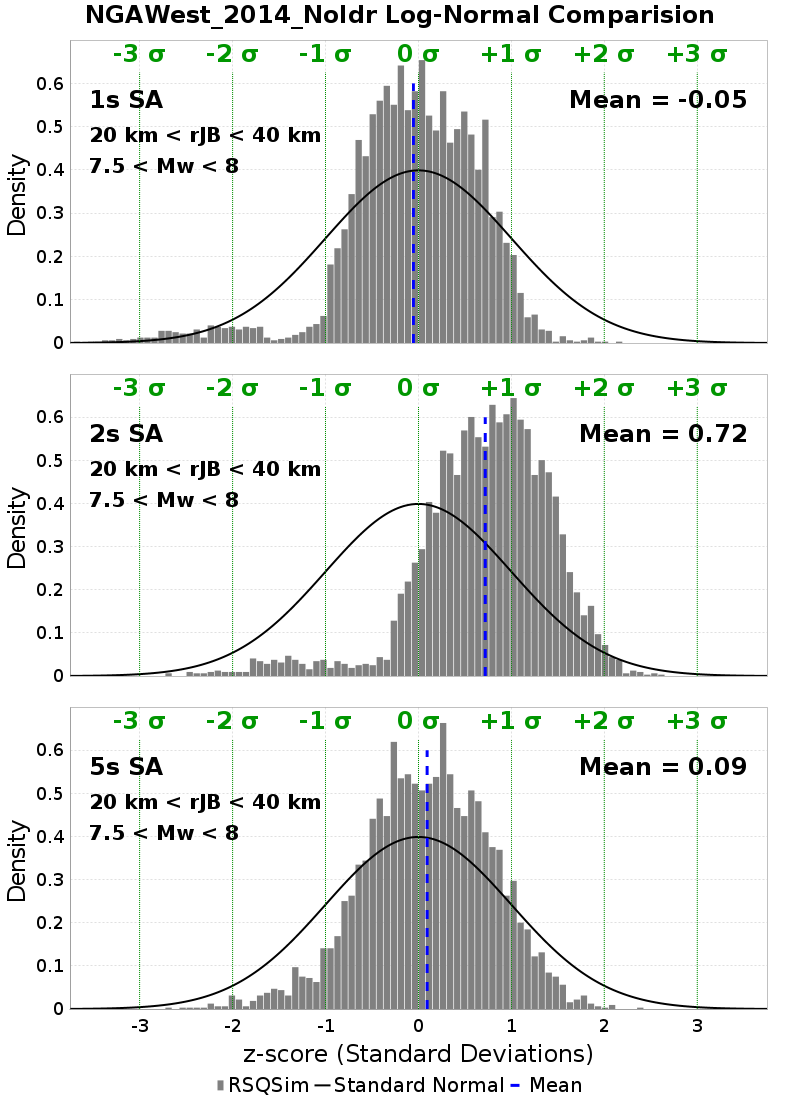 NGAWest_2014_NoIdr Log-Normal Comparision
-3 σ -2 σ -1 σ 0 σ +1 σ +2 σ +3 σ
1s SA
Mean = -0.05
20 km < rJB < 40 km
7.5 < Mw < 8
Density
0.6
0.5
0.4
0.3
0.2
0.1
0
-3 σ -2 σ -1 σ 0 σ +1 σ +2 σ +3 σ
2s SA
Mean = 0.72
20 km < rJB < 40 km
7.5 < Mw < 8
Density
0.6
0.5
0.4
0.3
0.2
0.1
0
-3 σ -2 σ -1 σ 0 σ +1 σ +2 σ +3 σ
5s SA
Mean = 0.09
20 km < rJB < 40 km
7.5 < Mw < 8
Density
0.6
0.5
0.4
0.3
0.2
0.1
0
-3 -2 -1 0 1 2 3
z-score (Standard Deviations)
RSQSim Standard Normal Mean